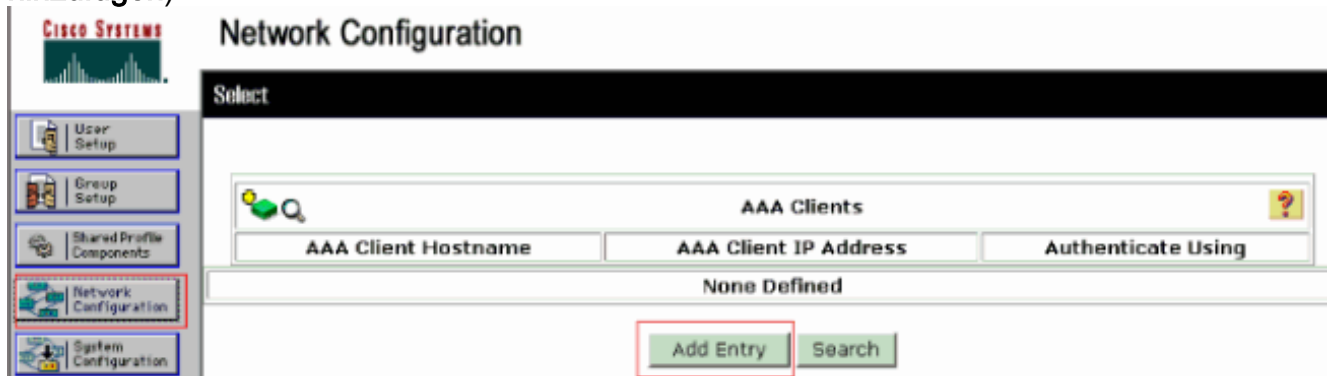 hinzufügen)
CISCO SYSTEMS
Network Configuration
Select
User
Setup
Group
Setup
Shared Profile
Components
Network
Configuration
System
Configuration
AAA Clients
?
AAA Client Hostname
AAA Client IP Address
Authenticate Using
None Defined
Add Entry
Search